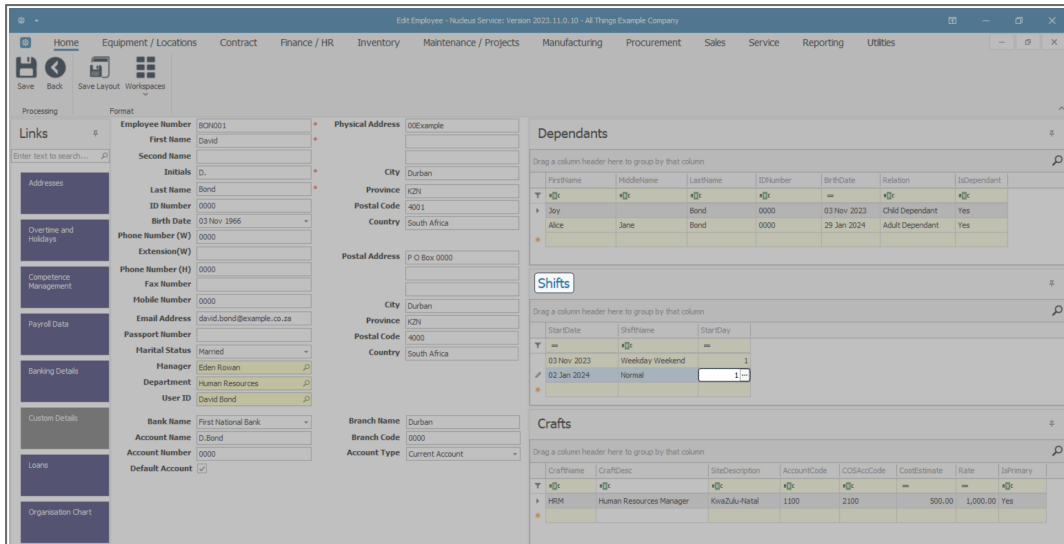 Edit Employee - Nucleus Service: Version 2023.11.0.10 - All Things Example Company
Home Equipment / Locations Contract Finance / HR Inventory Maintenance / Projects Manufacturing Procurement Sales Service Reporting Utilities
Save Back Save Layout Workspaces
Processing Format
Links
Enter text to search...
Addresses
Overtime and
Holidays
Competence
Management
Payroll Data
Banking Details
Custom Details
Loans
Organisation Chart
Employee Number BON001 *
First Name David *
Second Name
Initials D. *
Last Name Bond *
ID Number 0000
Birth Date 03 Nov 1966
Phone Number (W) 0000
Extension(W)
Phone Number (H) 0000
Fax Number
Mobile Number 0000
Email Address david.bond@example.co.za
Passport Number
Marital Status Married
Manager Eden Rowan
Department Human Resources
User ID David Bond
Bank Name First National Bank
Account Name D.Bond
Account Number 0000
Default Account
Physical Address 00Example
City Durban
Province KZN
Postal Code 4001
Country South Africa
Postal Address P O Box 0000
City Durban
Province KZN
Postal Code 4000
Country South Africa
Branch Name Durban
Branch Code 0000
Account Type Current Account
Dependants
Drag a column header here to group by that column
FirstName MiddleName LastName IDNumber BirthDate Relation IsDependant
Joy Bond 0000 03 Nov 2023 Child Dependant Yes
Alice Jane Bond 0000 29 Jan 2024 Adult Dependant Yes
Shifts
Drag a column header here to group by that column
StartDate ShiftName StartDay
03 Nov 2023 Weekday Weekend 1
02 Jan 2024 Normal 1 ...
Crafts
Drag a column header here to group by that column
CraftName CraftDesc SiteDescription AccountCode COSAccCode CostEstimate Rate IsPrimary
HRM Human Resources Manager KwaZulu-Natal 1100 2100 500.00 1,000.00 Yes